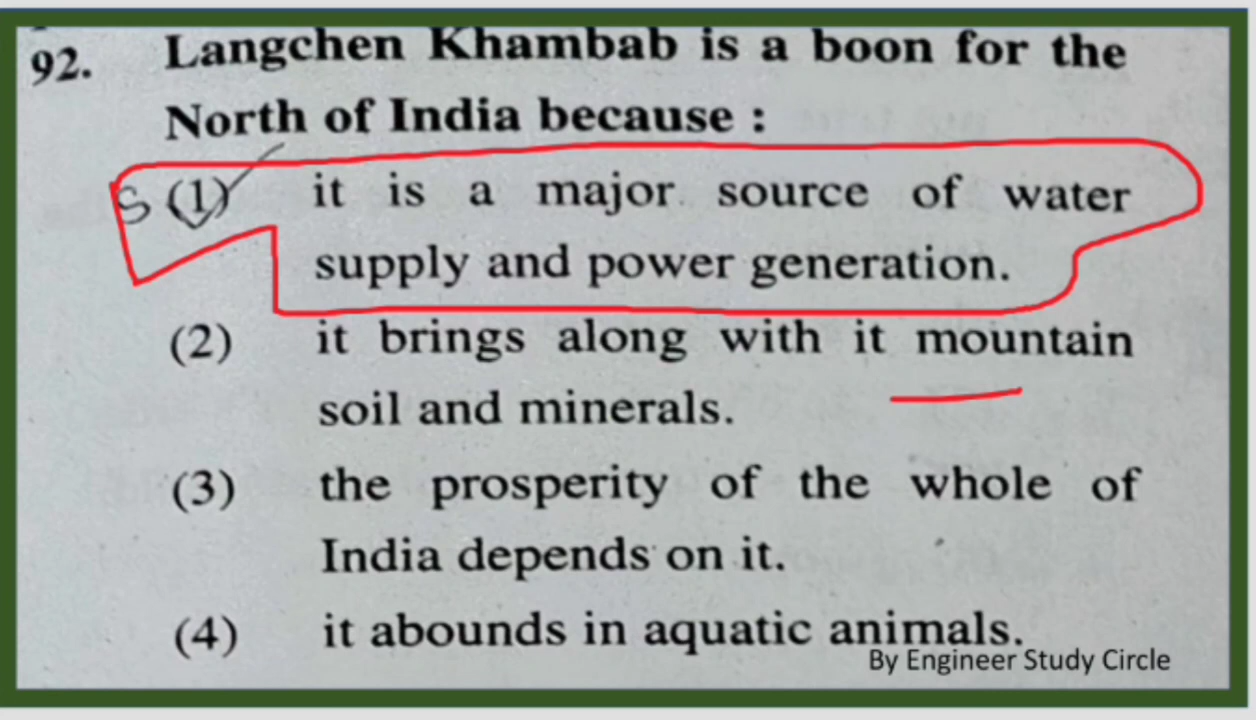 92. Langchen Khambab is a boon for the
North of India because :
S (1) it is a major source of water
supply and power generation.
(2) it brings along with it mountain
soil and minerals.
(3) the prosperity of the whole of
India depends on it.
(4) it abounds in aquatic animals.
By Engineer Study Circle